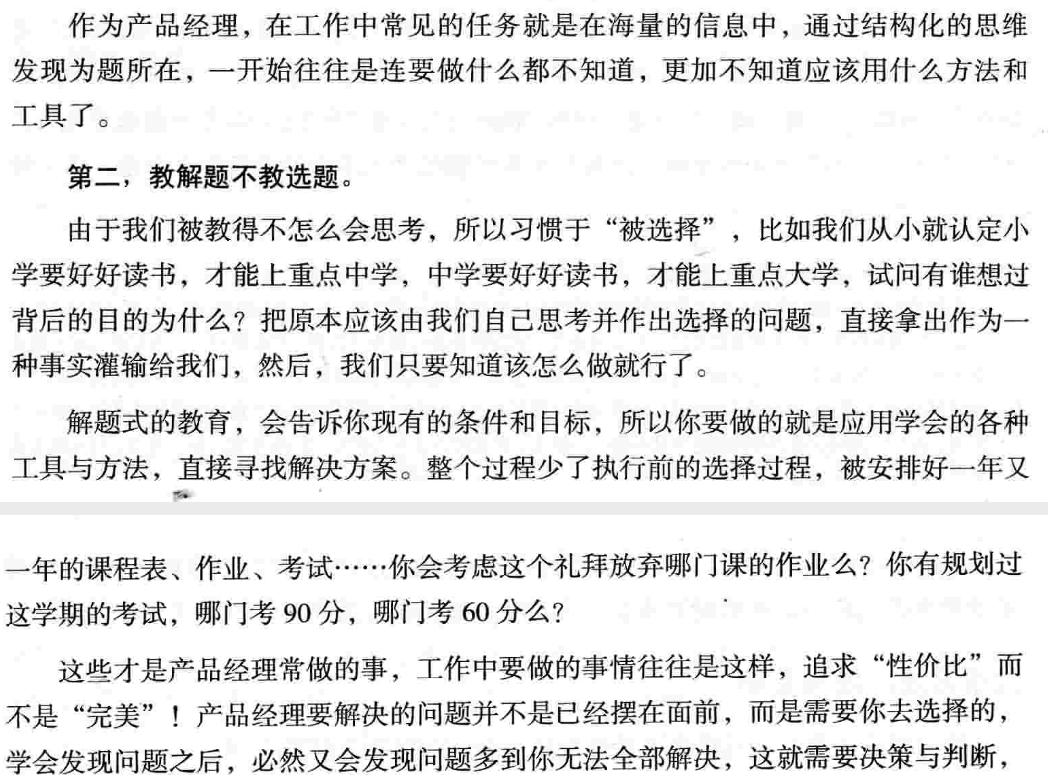 作为产品经理，在工作中常见的任务就是在海量的信息中，通过结构化的思维
发现为题所在，一开始往往是连要做什么都不知道，更加不知道应该用什么方法和
工具了。
第二，教解题不教选题。
由于我们被教得不怎么会思考，所以习惯于“被选择”，比如我们从小就认定小
学要好好读书，才能上重点中学，中学要好好读书，才能上重点大学，试问有谁想过
背后的目的为什么？把原本应该由我们自己思考并作出选择的问题，直接拿出作为一
种事实灌输给我们，然后，我们只要知道该怎么做就行了。
解题式的教育，会告诉你现有的条件和目标，所以你要做的就是应用学会的各种
工具与方法，直接寻找解决方案。整个过程少了执行前的选择过程，被安排好一年又
一年的课程表、作业、考试……你会考虑这个礼拜放弃哪门课的作业么？你有规划过
这学期的考试，哪门考 90 分，哪门考 60 分么？
这些才是产品经理常做的事，工作中要做的事情往往是这样，追求“性价比”而
不是“完美”！产品经理要解决的问题并不是已经摆在面前，而是需要你去选择的，
学会发现问题之后，必然又会发现问题多到你无法全部解决，这就需要决策与判断，